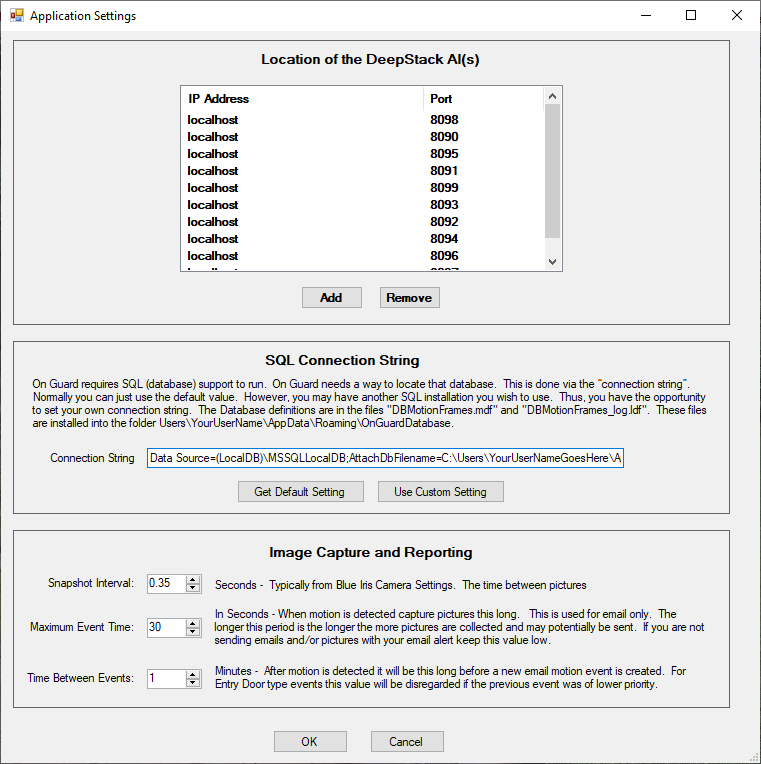 Application Settings
Location of the DeepStack AI(s)
IP Address Port
localhost 8098
localhost 8090
localhost 8095
localhost 8091
localhost 8099
localhost 8093
localhost 8092
localhost 8094
localhost 8096
Add Remove
SQL Connection String
On Guard requires SQL (database) support to run. On Guard needs a way to locate that database. This is done via the "connection string".
Normally you can just use the default value. However, you may have another SQL installation you wish to use. Thus, you have the opportunity
to set your own connection string. The Database definitions are in the files "DBMotionFrames.mdf" and "DBMotionFrames_log.ldf". These files
are installed into the folder Users\YourUserName\AppData\Roaming\OnGuardDatabase.
Connection String Data Source=(LocalDB)\MSSQLLocalDB;AttachDbFilename=C:\Users\YourUserNameGoesHere\A
Get Default Setting Use Custom Setting
Image Capture and Reporting
Snapshot Interval: 0.35 Seconds - Typically from Blue Iris Camera Settings. The time between pictures
In Seconds - When motion is detected capture pictures this long. This is used for email only. The
Maximum Event Time: 30 longer this period is the longer the more pictures are collected and may potentially be sent. If you are not
sending emails and/or pictures with your email alert keep this value low.
Time Between Events: 1 Minutes - After motion is detected it will be this long before a new email motion event is created. For
Entry Door type events this value will be disregarded if the previous event was of lower priority.
OK Cancel